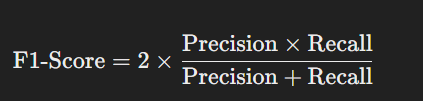 F1-Score = 2 × Precision × Recall / Precision + Recall